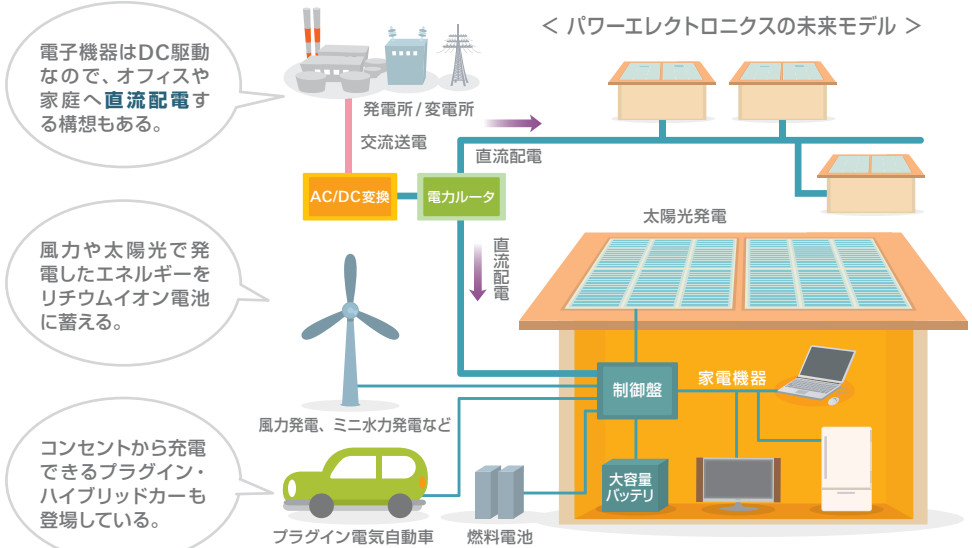 < パワーエレクトロニクスの未来モデル >
電子機器はDC駆動
なので、オフィスや
家庭へ直流配電す
る構想もある。
発電所/変電所
交流送電
直流配電
AC/DC変換
電力ルータ
太陽光発電
直流配電
風力や太陽光で発
電したエネルギーを
リチウムイオン電池
に蓄える。
制御盤
家電機器
風力発電、ミニ水力発電など
コンセントから充電
できるプラグイン・
ハイブリッドカーも
登場している。
大容量
バッテリ
プラグイン電気自動車
燃料電池